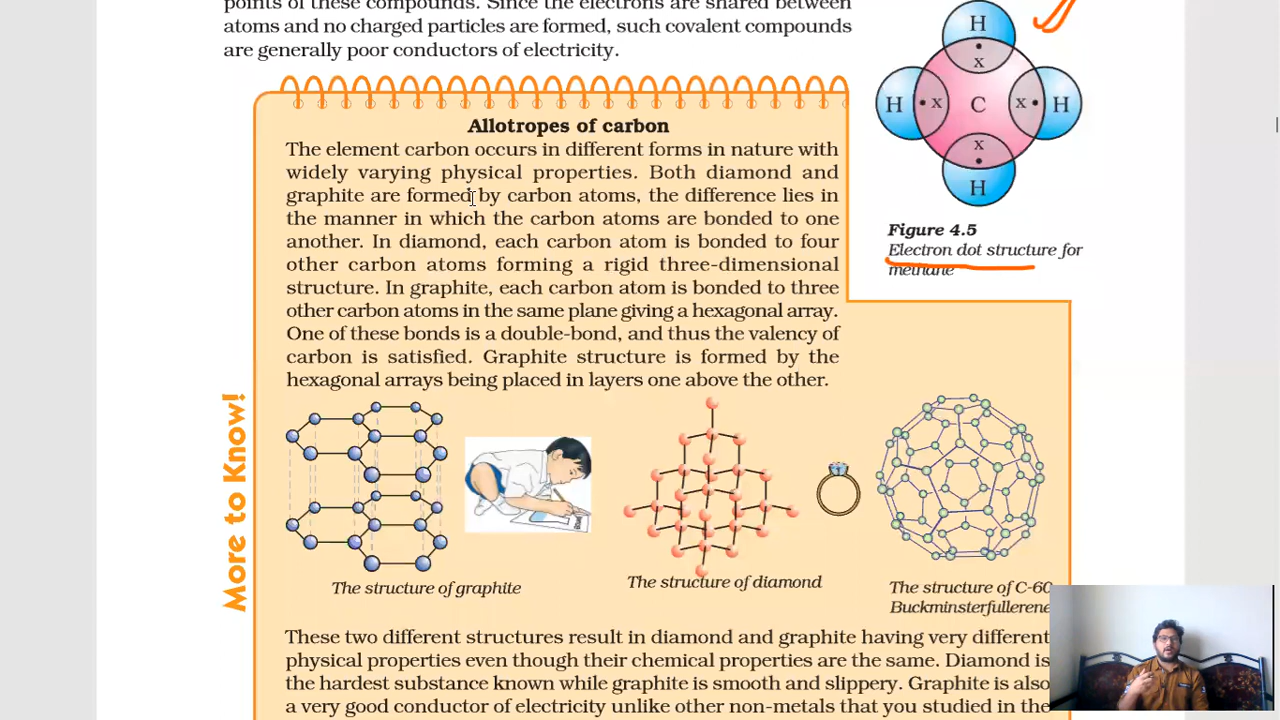 points of these compounds. Since the electrons are shared between
atoms and no charged particles are formed, such covalent compounds
are generally poor conductors of electricity.
H
x
H
x
C
x
H
x
H
Figure 4.5
Electron dot structure for
methane
Allotropes of carbon
The element carbon occurs in different forms in nature with
widely varying physical properties. Both diamond and
graphite are formed by carbon atoms, the difference lies in
the manner in which the carbon atoms are bonded to one
another. In diamond, each carbon atom is bonded to four
other carbon atoms forming a rigid three-dimensional
structure. In graphite, each carbon atom is bonded to three
other carbon atoms in the same plane giving a hexagonal array.
One of these bonds is a double-bond, and thus the valency of
carbon is satisfied. Graphite structure is formed by the
hexagonal arrays being placed in layers one above the other.
More to Know!
The structure of graphite
The structure of diamond
The structure of C-60
Buckminsterfullerene
These two different structures result in diamond and graphite having very different
physical properties even though their chemical properties are the same. Diamond is
the hardest substance known while graphite is smooth and slippery. Graphite is also
a very good conductor of electricity unlike other non-metals that you studied in the